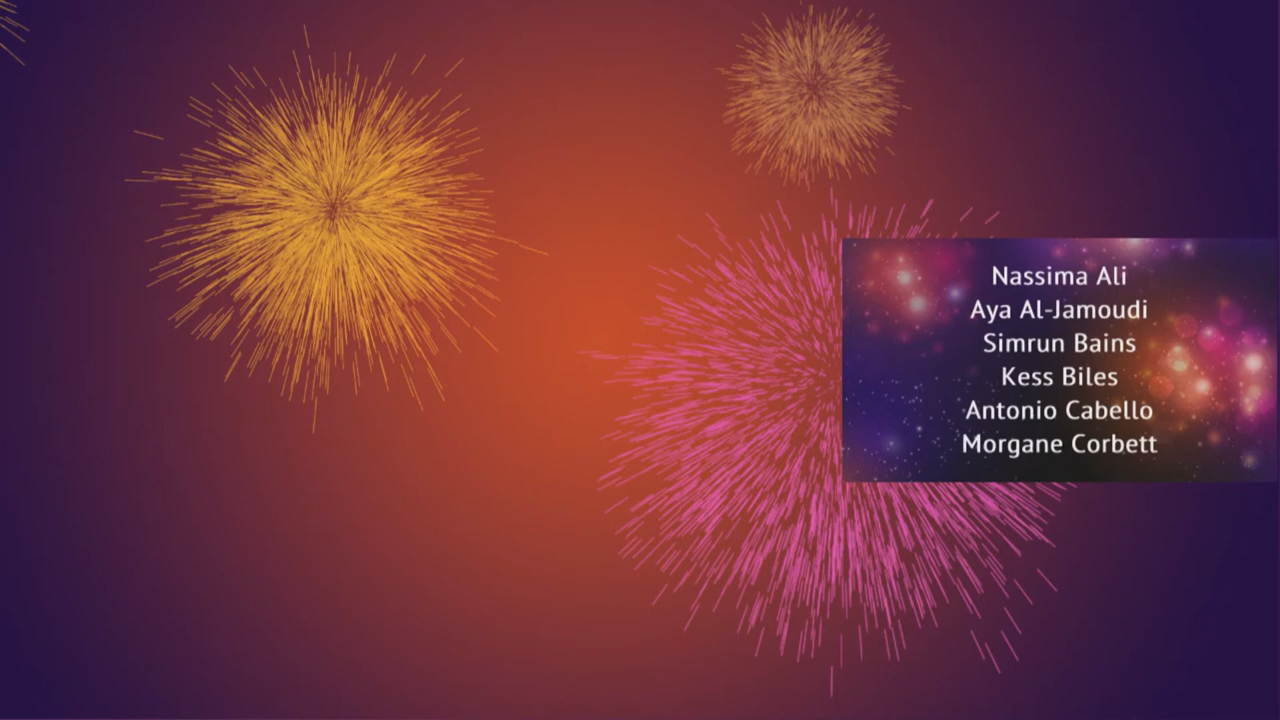 Nassima Ali
Aya Al-Jamoudi
Simrun Bains
Kess Biles
Antonio Cabello
Morgane Corbett